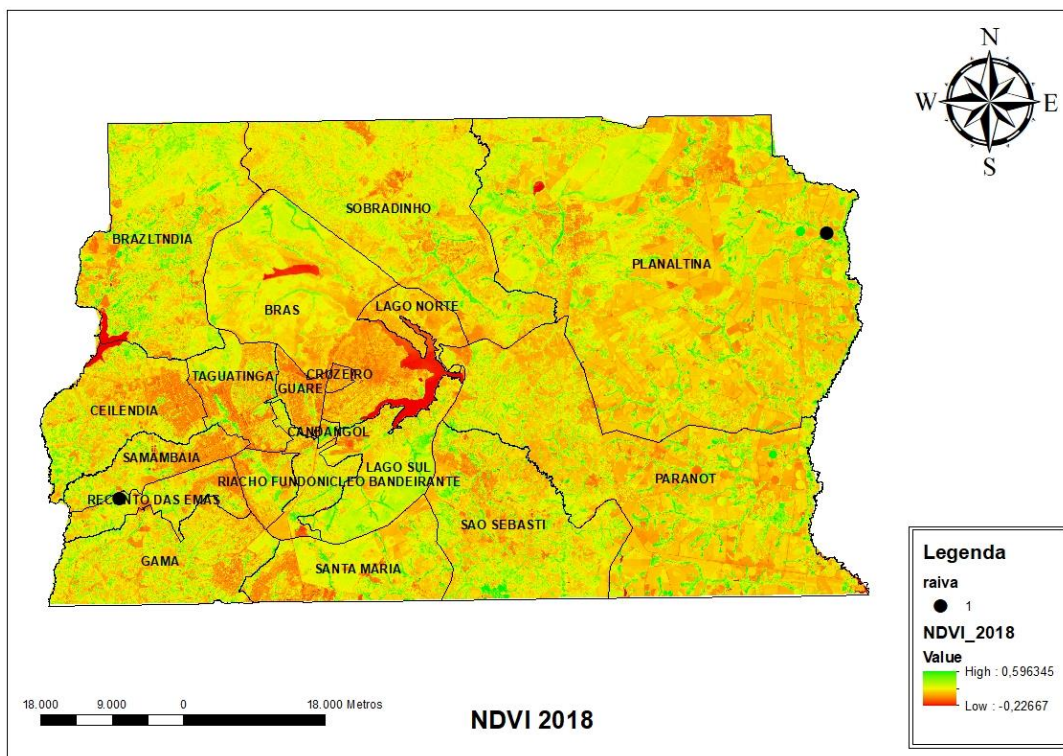 N
W E
S
SOBRADINHO
BRAZLTNDIA
PLANALTINA
LAGO NORTE
BRAS
CRUZEIRO
TAGUATINGA
GUARE
CEILENDIA
CANDANGOL
SAMAMBAIA
LAGO SUL
RIACHO FUNDONICLEO BANDEIRANTE
PARANOT
RECONTO DAS EMAS
SAO SEBASTI
GAMA
SANTA MARIA
Legenda
raiva
1
NDVI_2018
Value
High : 0,596345
Low : -0,22667
18.000 9.000 0 18.000 Metros
NDVI 2018